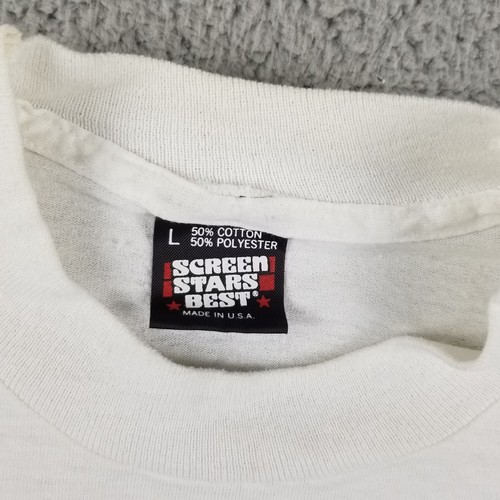 L 50% COTTON
50% POLYESTER
SCREEN
STARS
BEST®
MADE IN U.S.A.